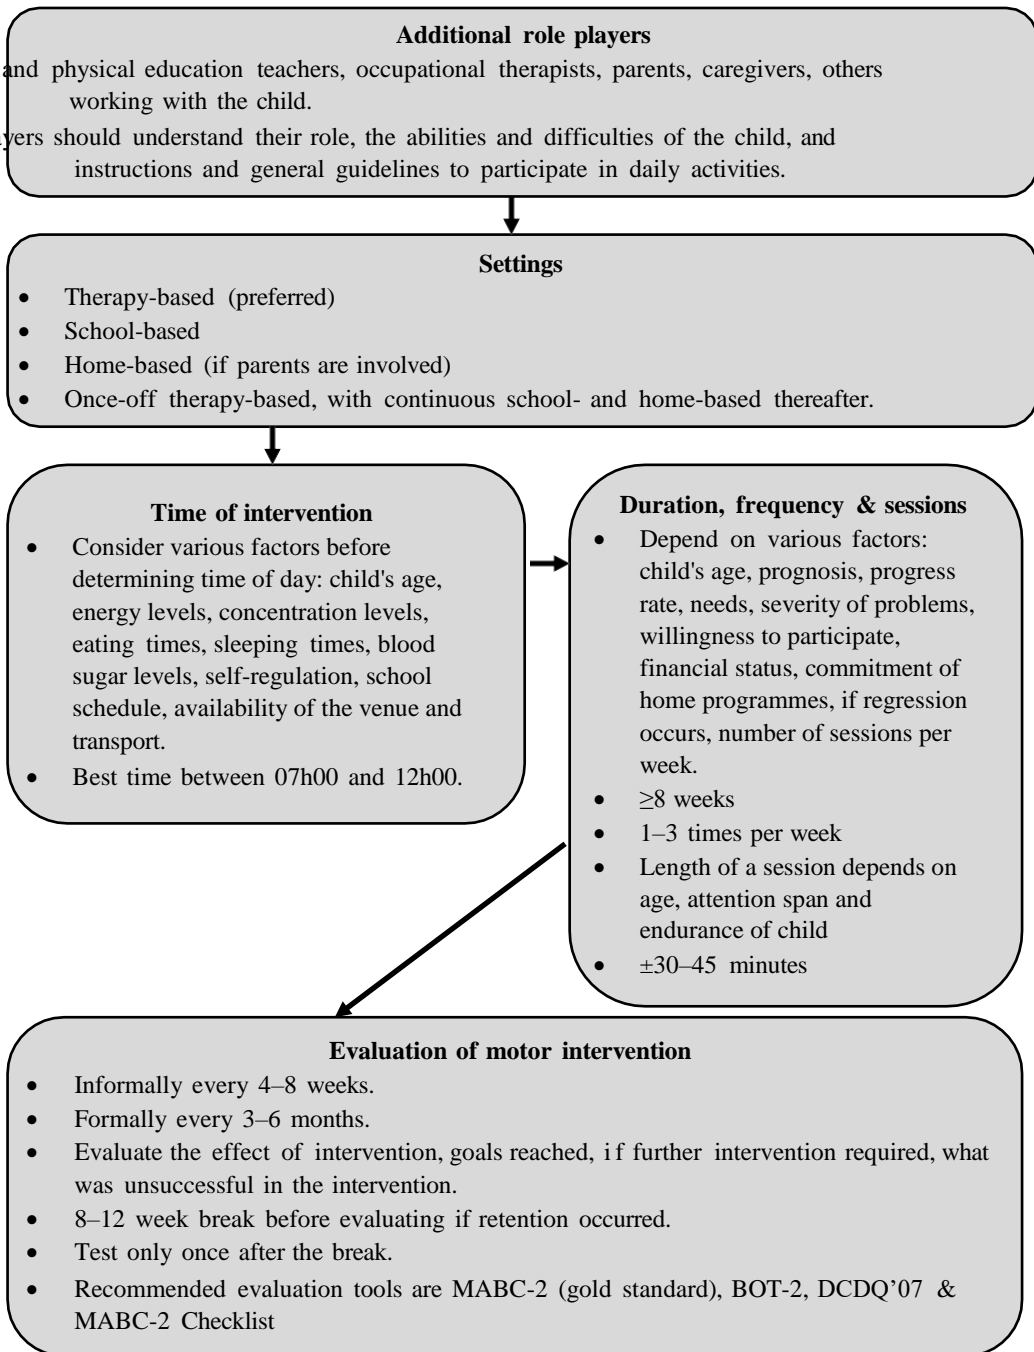 Additional role players
and physical education teachers, occupational therapists, parents, caregivers, others
working with the child.
should understand their role, the abilities and difficulties of the child, and
instructions and general guidelines to participate in daily activities.
Settings
• Therapy-based (preferred)
• School-based
• Home-based (if parents are involved)
• Once-off therapy-based, with continuous school- and home-based thereafter.
Time of intervention
• Consider various factors before
determining time of day: child's age,
energy levels, concentration levels,
eating times, sleeping times, blood
sugar levels, self-regulation, school
schedule, availability of the venue and
transport.
• Best time between 07h00 and 12h00.
Duration, frequency & sessions
• Depend on various factors:
child's age, prognosis, progress
rate, needs, severity of problems,
willingness to participate,
financial status, commitment of
home programmes, if regression
occurs, number of sessions per
week.
• ≥8 weeks
• 1–3 times per week
• Length of a session depends on
age, attention span and
endurance of child
• ±30–45 minutes
Evaluation of motor intervention
• Informally every 4–8 weeks.
• Formally every 3–6 months.
• Evaluate the effect of intervention, goals reached, if further intervention required, what
was unsuccessful in the intervention.
• 8–12 week break before evaluating if retention occurred.
• Test only once after the break.
• Recommended evaluation tools are MABC-2 (gold standard), BOT-2, DCDQ’07 &
MABC-2 Checklist